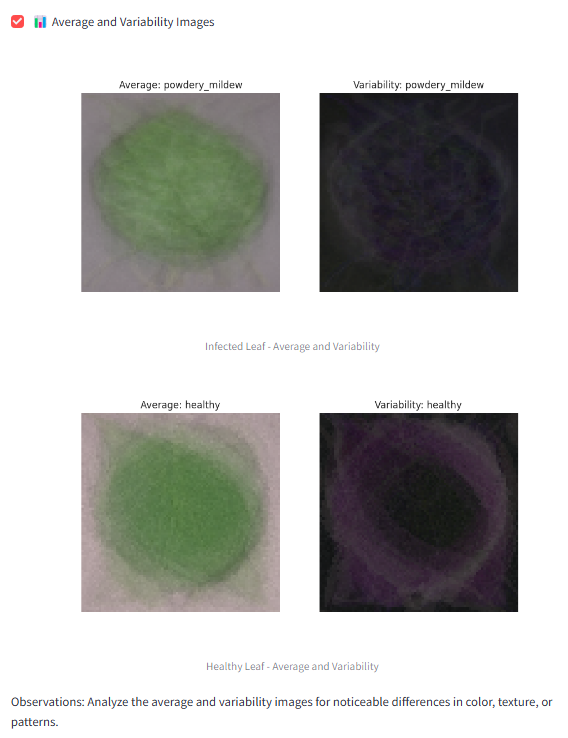 Average and Variability Images
Average: powdery_mildew
Variability: powdery_mildew
Infected Leaf - Average and Variability
Average: healthy
Variability: healthy
Healthy Leaf - Average and Variability
Observations: Analyze the average and variability images for noticeable differences in color, texture, or
patterns.